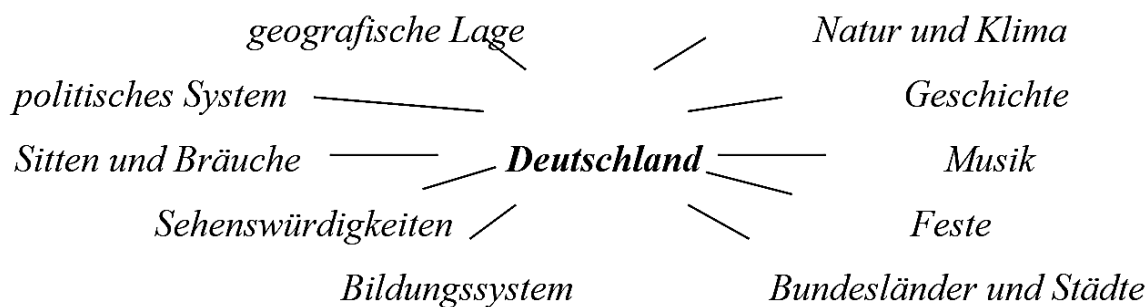 geografische Lage Natur und Klima
politisches System Geschichte
Sitten und Bräuche Deutschland Musik
Sehenswürdigkeiten Feste
Bildungssystem Bundesländer und Städte